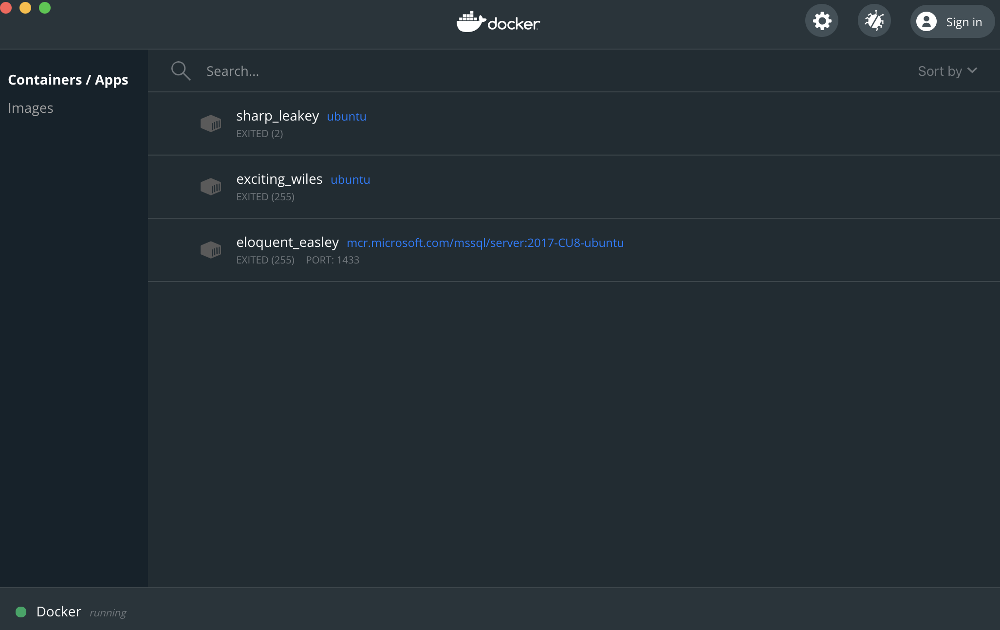 docker
Sign in
Containers / Apps
Images
Search...
Sort by
sharp_leakey ubuntu
EXITED (2)
exciting_wiles ubuntu
EXITED (255)
eloquent_easley mcr.microsoft.com/mssql/server:2017-CU8-ubuntu
EXITED (255) PORT: 1433
Docker running